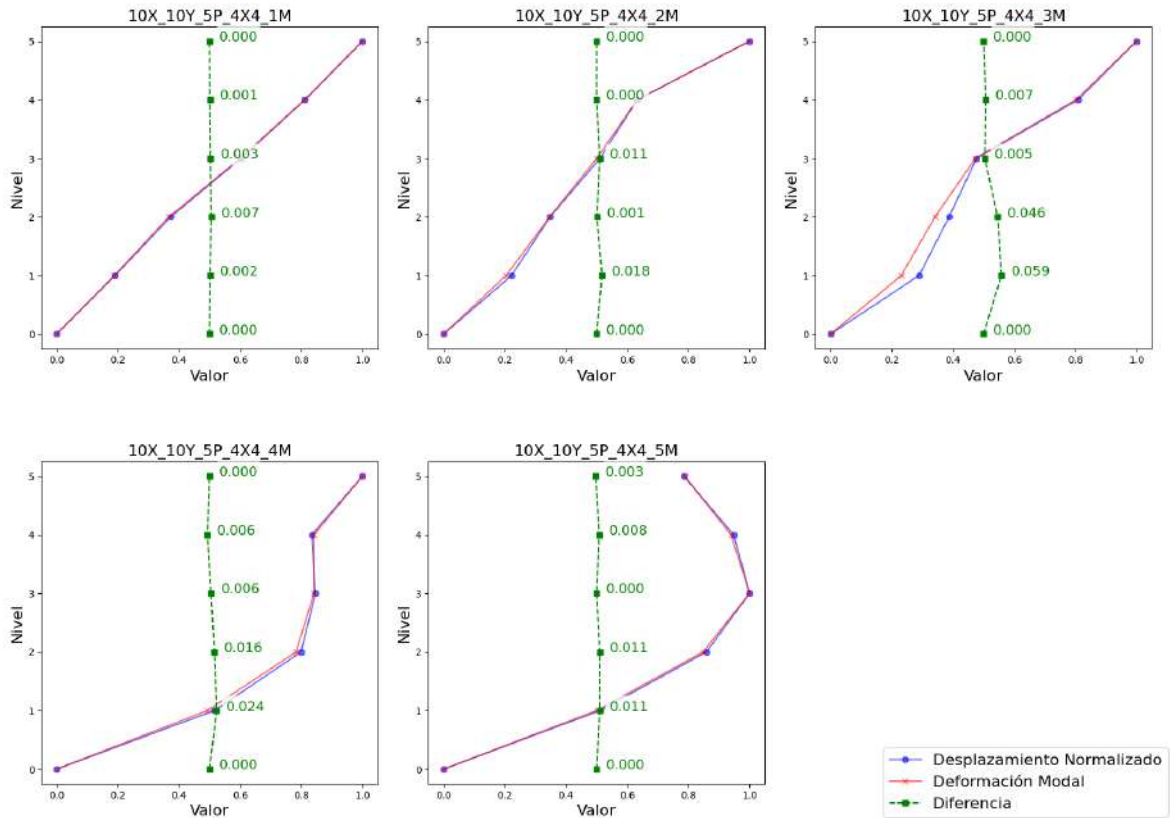 10X_10Y_5P_4X4_1M
5
4
3
2
1
0
Nivel
0.000
0.001
0.003
0.007
0.002
0.000
0.0 0.2 0.4 0.6 0.8 1.0
Valor
10X_10Y_5P_4X4_2M
5
4
3
2
1
0
Nivel
0.000
0.000
0.011
0.001
0.018
0.000
0.0 0.2 0.4 0.6 0.8 1.0
Valor
10X_10Y_5P_4X4_3M
5
4
3
2
1
0
Nivel
0.000
0.007
0.005
0.046
0.059
0.000
0.0 0.2 0.4 0.6 0.8 1.0
Valor
10X_10Y_5P_4X4_4M
5
4
3
2
1
0
Nivel
0.000
0.006
0.006
0.016
0.024
0.000
0.0 0.2 0.4 0.6 0.8 1.0
Valor
10X_10Y_5P_4X4_5M
5
4
3
2
1
0
Nivel
0.003
0.008
0.000
0.011
0.011
0.000
0.0 0.2 0.4 0.6 0.8 1.0
Valor
Desplazamiento Normalizado
Deformación Modal
Diferencia